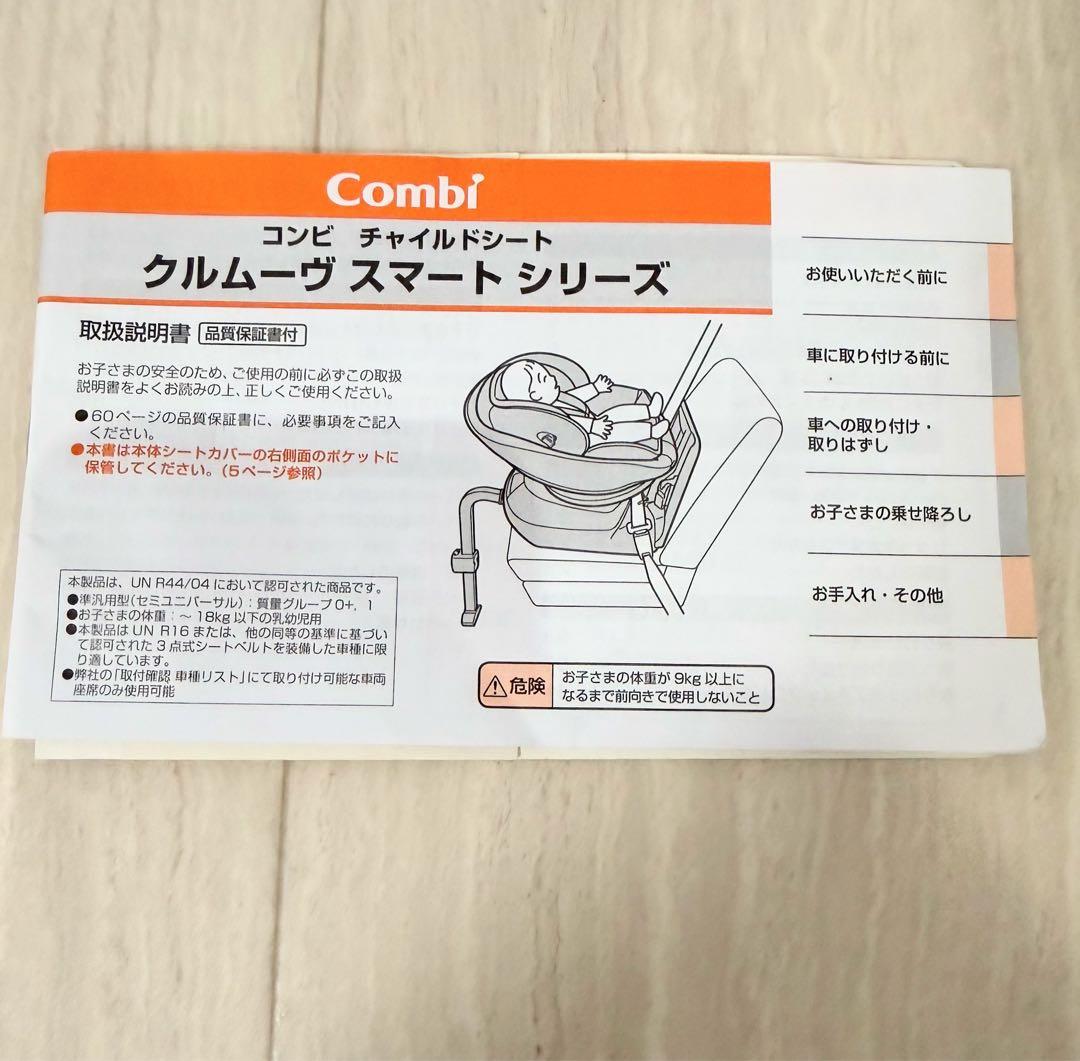 Combi
コンビ チャイルドシート
クルムーヴ スマート シリーズ
取扱説明書 品質保証書付
お子さまの安全のため、ご使用の前に必ずこの取扱
説明書をよくお読みの上、正しくご使用ください。
●60ページの品質保証書に、必要事項をご記入
ください。
●本書は本体シートカバーの右側面のポケットに
保管してください。(5ページ参照)
本製品は、UN R44/04 において認可された商品です。
●準汎用型(セミユニバーサル):質量グループ 0+, 1
●お子さまの体重:〜 18kg 以下の乳幼児用
●本製品は UN R16 または、他の同等の基準に基づい
て認可された 3 点式シートベルトを装備した車種に限
り適しています。
●弊社の「取付確認 車種リスト」にて取り付け可能な車両
座席のみ使用可能
危険
お子さまの体重が 9kg 以上に
なるまで前向きで使用しないこと
お使いいただく前に
車に取り付ける前に
車への取り付け・
取りはずし
お子さまの乗せ降ろし
お手入れ・その他